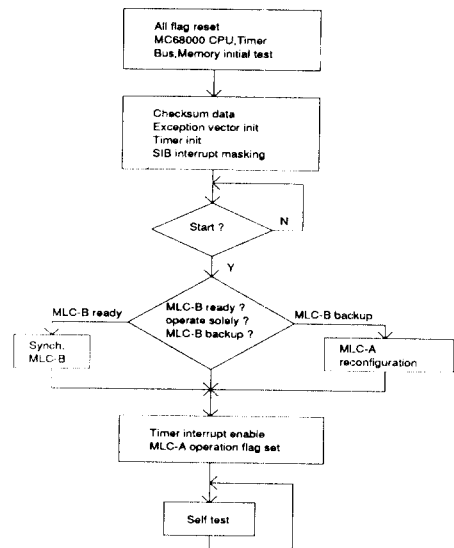 All flag reset
MC68000 CPU,Timer
Bus,Memory initial test
Checksum data
Exception vector init
Timer init
SIB interrupt masking
Start ?
N
Y
MLC-B ready
MLC-B ready ?
operate solely ?
MLC-B backup ?
MLC-B backup
Synch.
MLC-B
MLC-A
reconfiguration
Timer interrupt enable
MLC-A operation flag set
Self test